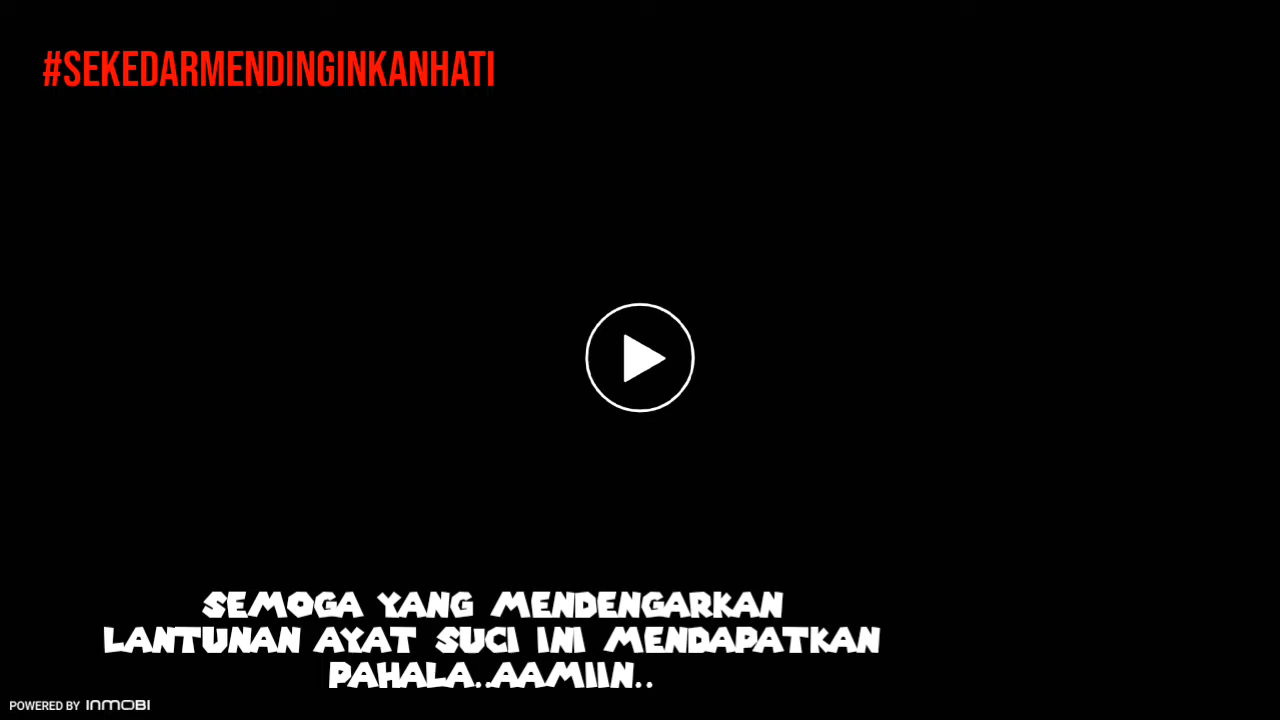 #SEKEDARMENDINGINKANHATI
SEMOGA YANG MENDENGARKAN
LANTUNAN AYAT SUCI INI MENDAPATKAN
PAHALA..AAMIIN..
POWERED BY INMOBI